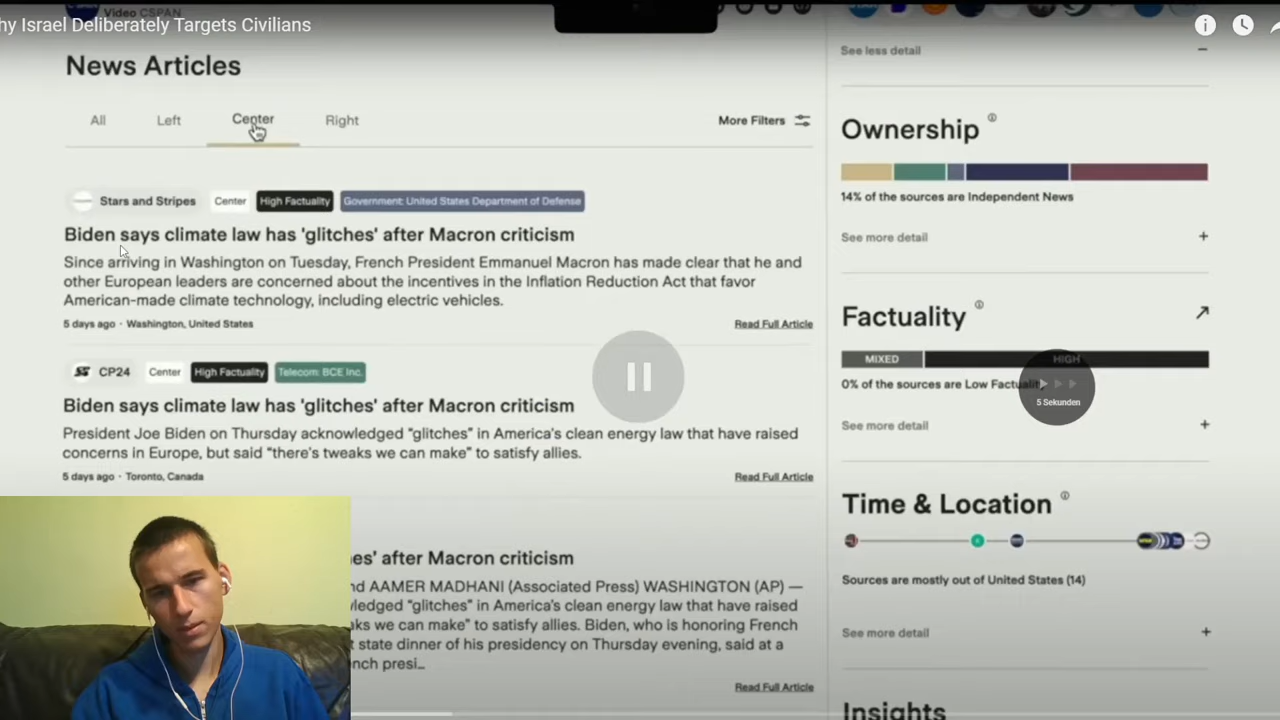 Video CSPAN
hy Israel Deliberately Targets Civilians
News Articles
All Left Center Right More Filters
Stars and Stripes Center High Factuality Government: United States Department of Defense
Biden says climate law has 'glitches' after Macron criticism
Since arriving in Washington on Tuesday, French President Emmanuel Macron has made clear that he and
other European leaders are concerned about the incentives in the Inflation Reduction Act that favor
American-made climate technology, including electric vehicles.
5 days ago · Washington, United States Read Full Article
CP24 Center High Factuality Telecom: BCE Inc.
Biden says climate law has 'glitches' after Macron criticism
President Joe Biden on Thursday acknowledged “glitches” in America's clean energy law that have raised
concerns in Europe, but said “there's tweaks we can make” to satisfy allies.
5 days ago · Toronto, Canada Read Full Article
es' after Macron criticism
nd AAMER MADHANI (Associated Press) WASHINGTON (AP) —
ledged “glitches” in America's clean energy law that have raised
ks we can make” to satisfy allies. Biden, who is honoring French
t state dinner of his presidency on Thursday evening, said at a
nch presi...
Read Full Article
See less detail
Ownership
14% of the sources are Independent News
See more detail
Factuality
MIXED HIGH
0% of the sources are Low Factuality
5 Sekunden
See more detail
Time & Location
Sources are mostly out of United States (14)
See more detail
Insights